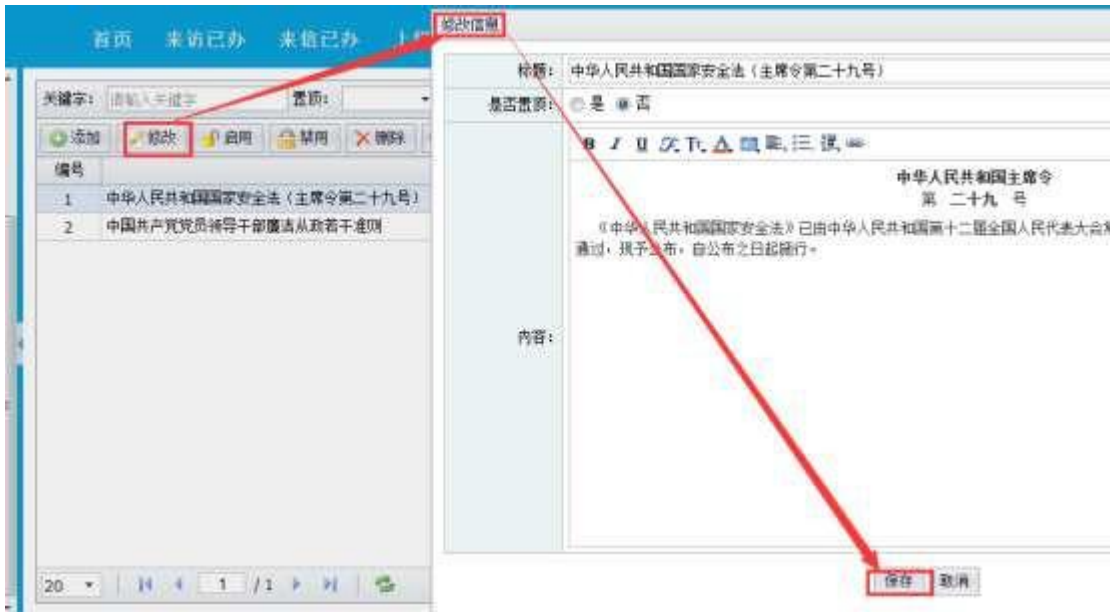 首页 来访已办 来信已办
关键字： 请输入关键字 置顶：
添加 修改 启用 禁用 删除
编号
1 中华人民共和国国家安全法（主席令第二十九号）
2 中国共产党党员领导干部廉洁从政若干准则
20 1 /1
修改信息
标题： 中华人民共和国国家安全法（主席令第二十九号）
是否置顶： 是 否
B I U
中华人民共和国主席令
第 二十九 号
《中华人民共和国国家安全法》已由中华人民共和国第十二届全国人民代表大会常
通过，现予公布，自公布之日起施行。
内容：
保存 取消